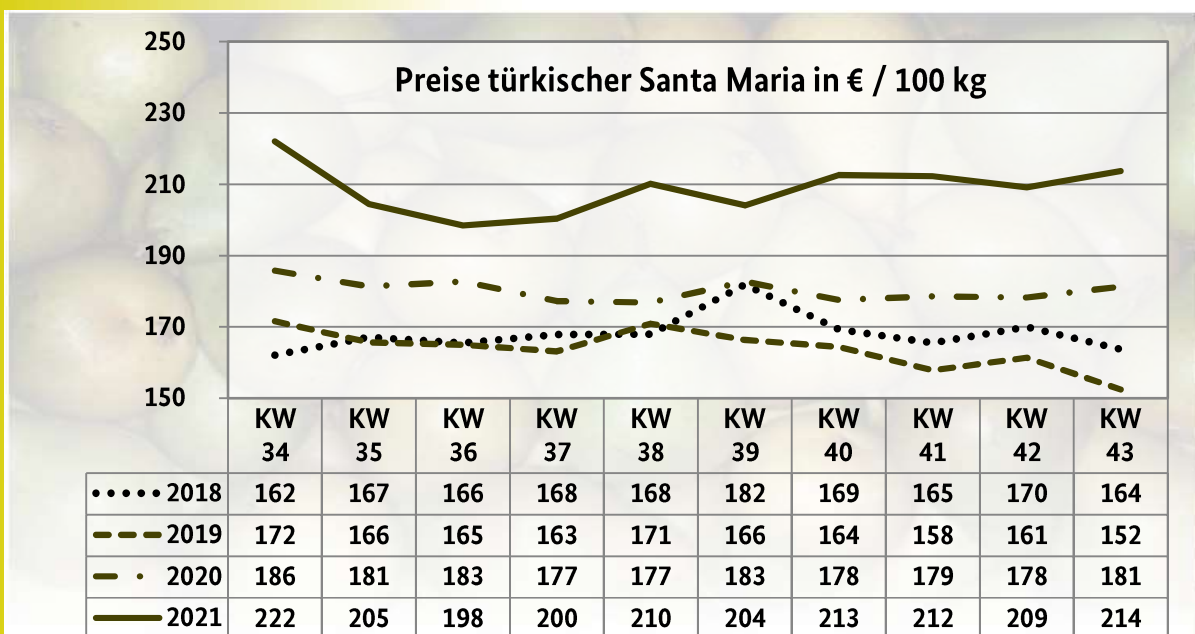 Preise türkischer Santa Maria in € / 100 kg
250
230
210
190
170
150
KW 34 KW 35 KW 36 KW 37 KW 38 KW 39 KW 40 KW 41 KW 42 KW 43
2018 162 167 166 168 168 182 169 165 170 164
2019 172 166 165 163 171 166 164 158 161 152
2020 186 181 183 177 177 183 178 179 178 181
2021 222 205 198 200 210 204 213 212 209 214